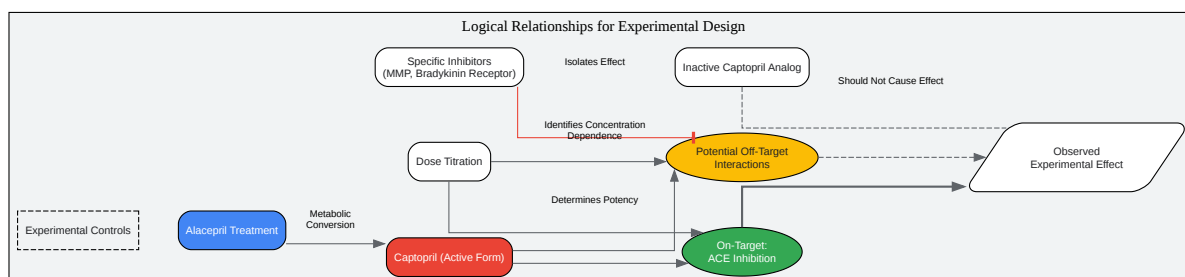 Logical Relationships for Experimental Design
Specific Inhibitors
(MMP, Bradykinin Receptor)
Isolates Effect
Inactive Captopril Analog
Should Not Cause Effect
Identifies Concentration
Dependence
Dose Titration
Potential Off-Target
Interactions
Observed
Experimental Effect
Determines Potency
Experimental Controls
Alacepril Treatment
Metabolic
Conversion
Captopril (Active Form)
On-Target:
ACE Inhibition